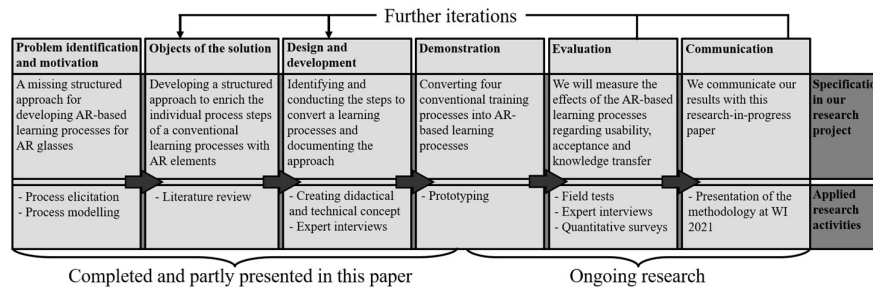 Further iterations
Problem identification
and motivation
Objects of the solution
Design and
development
Demonstration
Evaluation
Communication
A missing structured
approach for
developing AR-based
learning processes for
AR glasses
Developing a structured
approach to enrich the
individual process steps
of a conventional
learning processes with
AR elements
Identifying and
conducting the steps to
convert a learning
processes and
documenting the
approach
Converting four
conventional training
processes into AR-
based learning
processes
We will measure the
effects of the AR-based
learning processes
regarding usability,
acceptance and
knowledge transfer
We communicate our
results with this
research-in-progress
paper
in our
research
project
- Process elicitation
- Process modelling
- Literature review
- Creating didactical
and technical concept
- Expert interviews
- Prototyping
- Field tests
- Expert interviews
- Quantitative surveys
- Presentation of the
methodology at WI
2021
Applied
research
activities
Completed and partly presented in this paper
Ongoing research